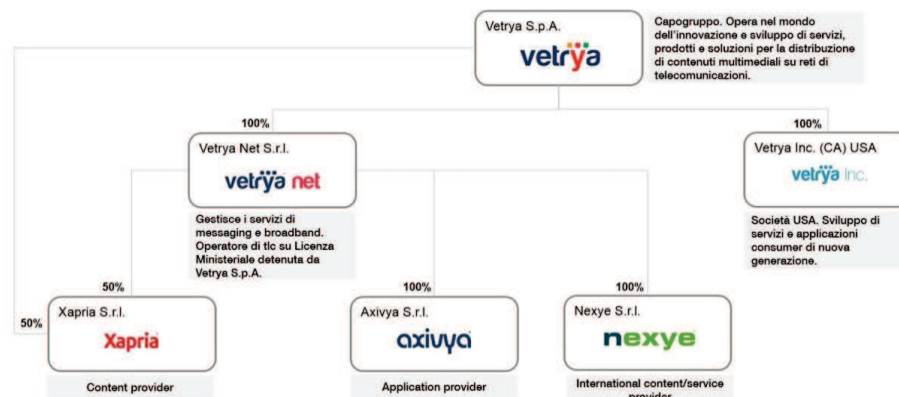 Vetrya S.p.A.
vetrya
Capogruppo. Opera nel mondo
dell'innovazione e sviluppo di servizi,
prodotti e soluzioni per la distribuzione
di contenuti multimediali su reti di
telecomunicazioni.
100%
100%
Vetrya Net S.r.l.
vetrya net
Vetrya Inc. (CA) USA
vetrya Inc.
Gestisce i servizi di
messaging e broadband.
Operatore di tlc su Licenza
Ministeriale detenuta da
Vetrya S.p.A.
Società USA. Sviluppo di
servizi e applicazioni
consumer di nuova
generazione.
50%
100%
100%
50%
Xapria S.r.l.
Xapria
Axivya S.r.l.
axivya
Nexye S.r.l.
nexye
Content provider
Application provider
International content/service
provider